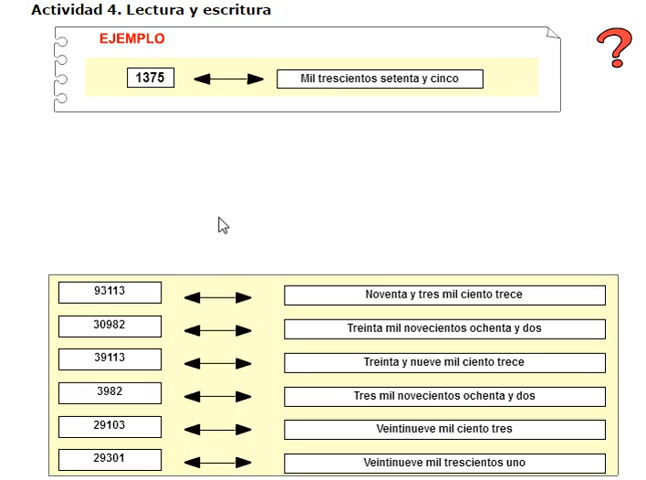 Actividad 4. Lectura y escritura
EJEMPLO
1375 Mil trescientos setenta y cinco
93113 Noventa y tres mil ciento trece
30982 Treinta mil novecientos ochenta y dos
39113 Treinta y nueve mil ciento trece
3982 Tres mil novecientos ochenta y dos
29103 Veintinueve mil ciento tres
29301 Veintinueve mil trescientos uno